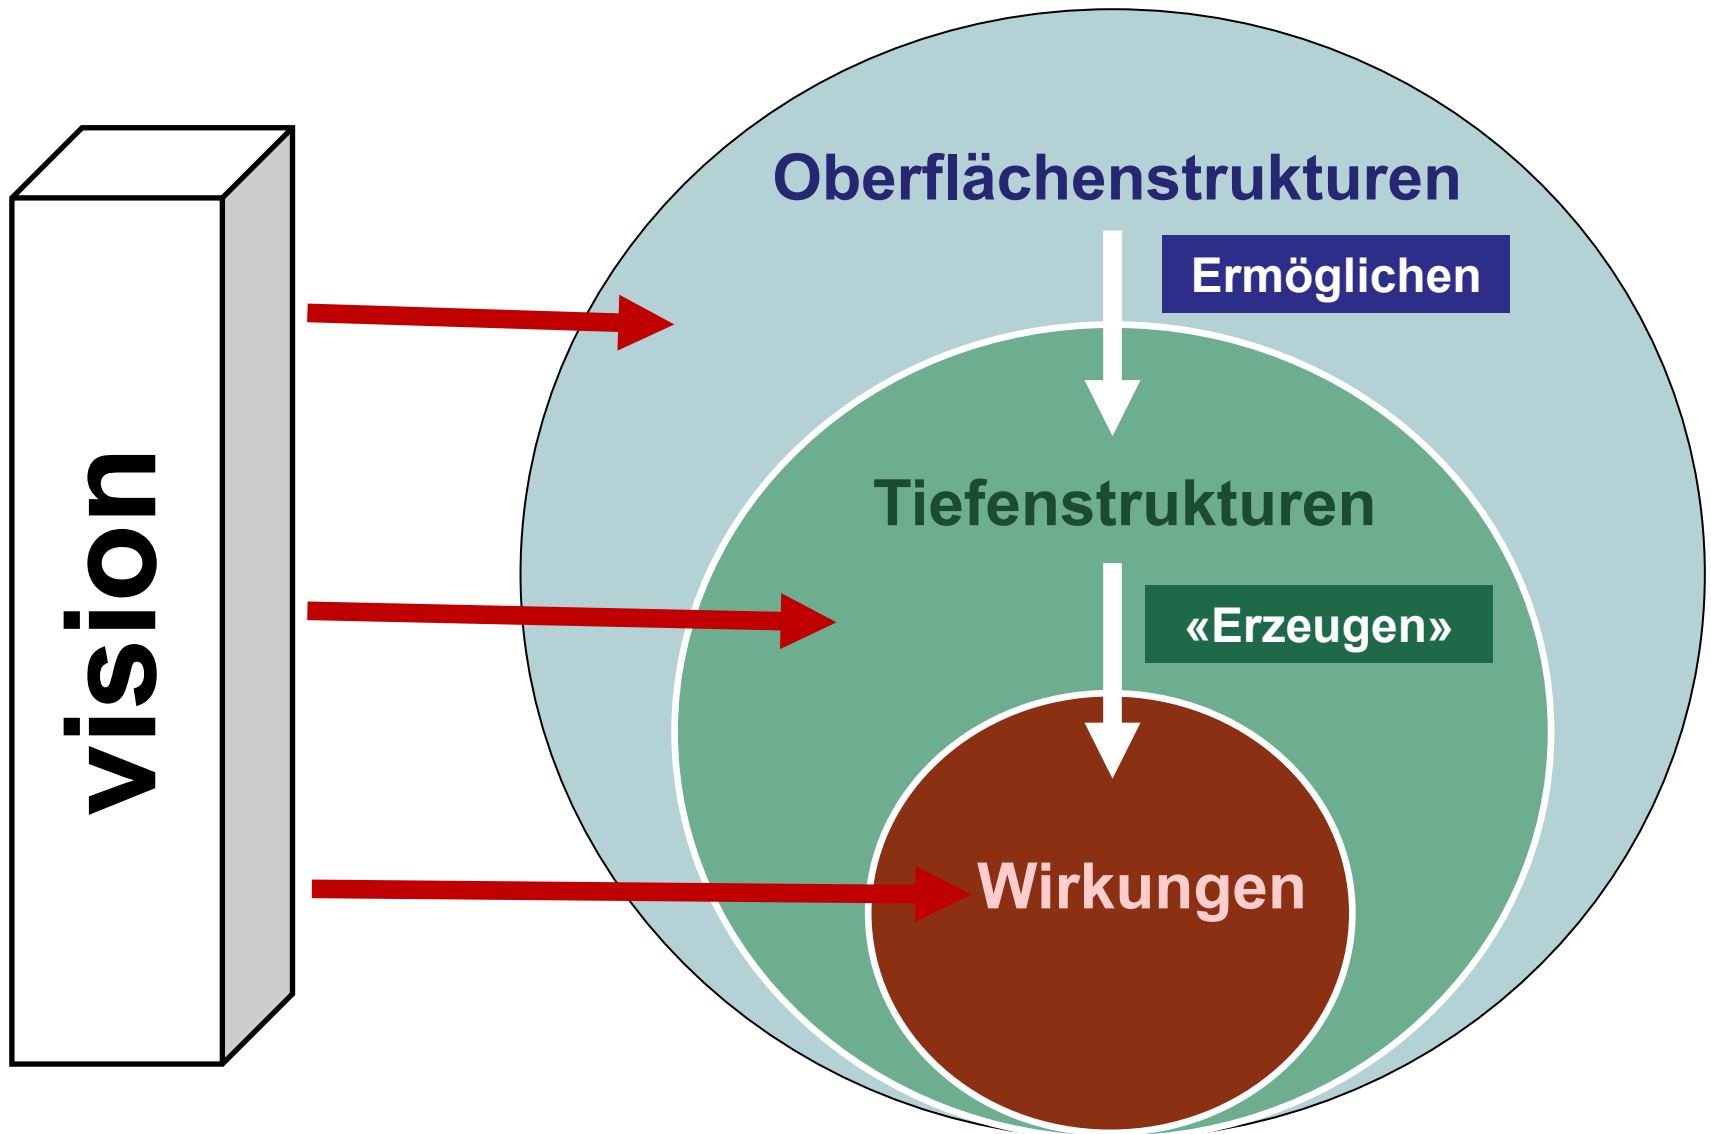 vision
Oberflächenstrukturen
Ermöglichen
Tiefenstrukturen
«Erzeugen»
Wirkungen